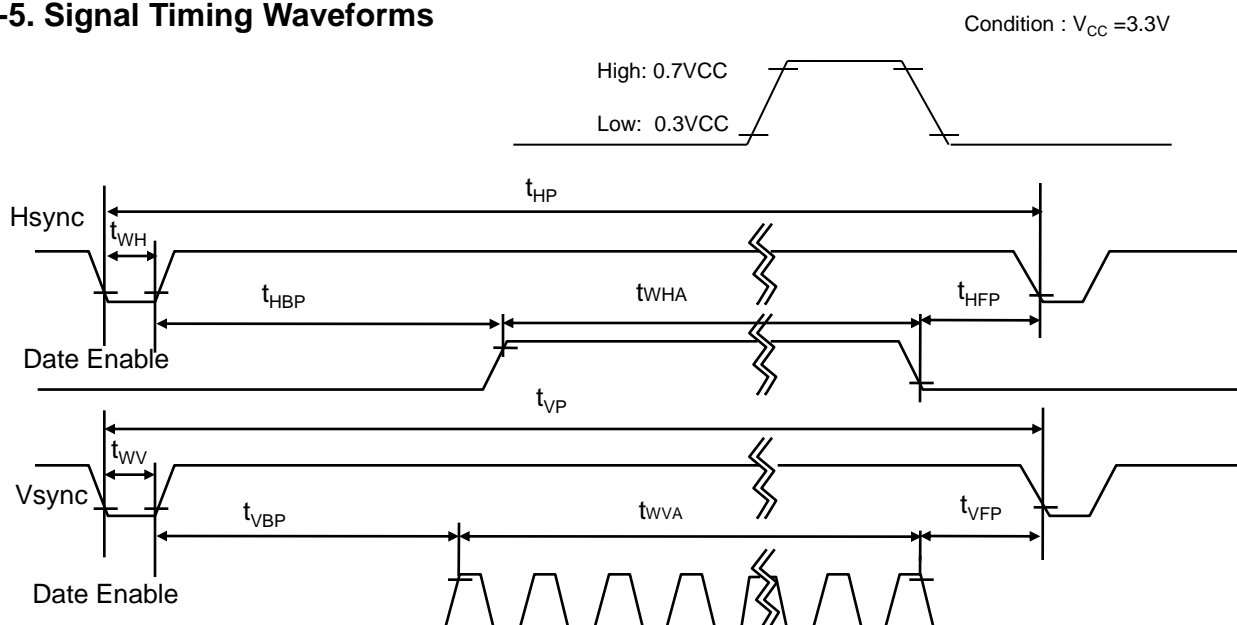 -5. Signal Timing Waveforms
Condition : VCC =3.3V
High: 0.7VCC
Low: 0.3VCC
tHP
Hsync
tWH
tHBP
tWHA
tHFP
Date Enable
tVP
tWV
Vsync
tVBP
tWVA
tVFP
Date Enable